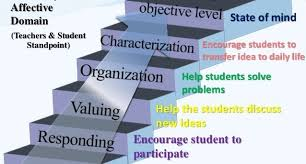 Affective
Domain
(Teachers & Student
Standpoint)
objective level
State of mind
Characterization
Encourage students to
transfer idea to daily life
Organization
Help students solve
problems
Valuing
Help the students discuss
new ideas
Responding
Encourage student to
participate